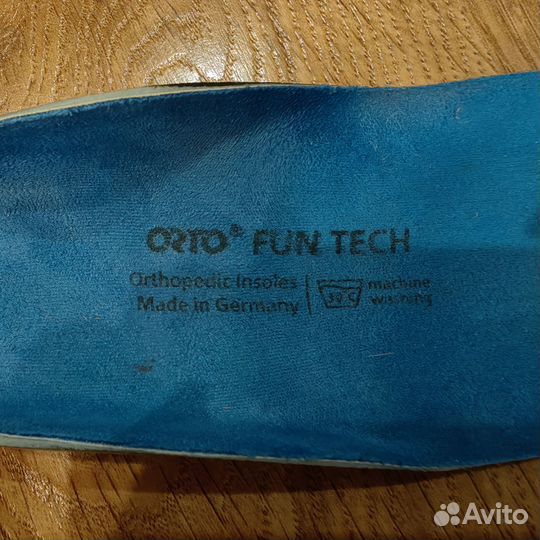 ORTO® FUN TECH
Orthopedic Insoles
Made in Germany
30 C
machine
washing
Avito